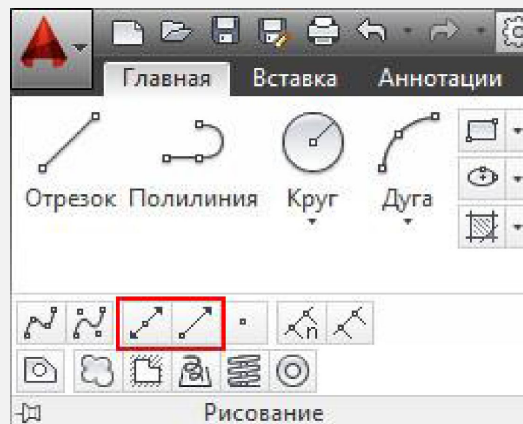 Главная Вставка Аннотации
Отрезок Полилиния Круг Дуга
n
Рисование